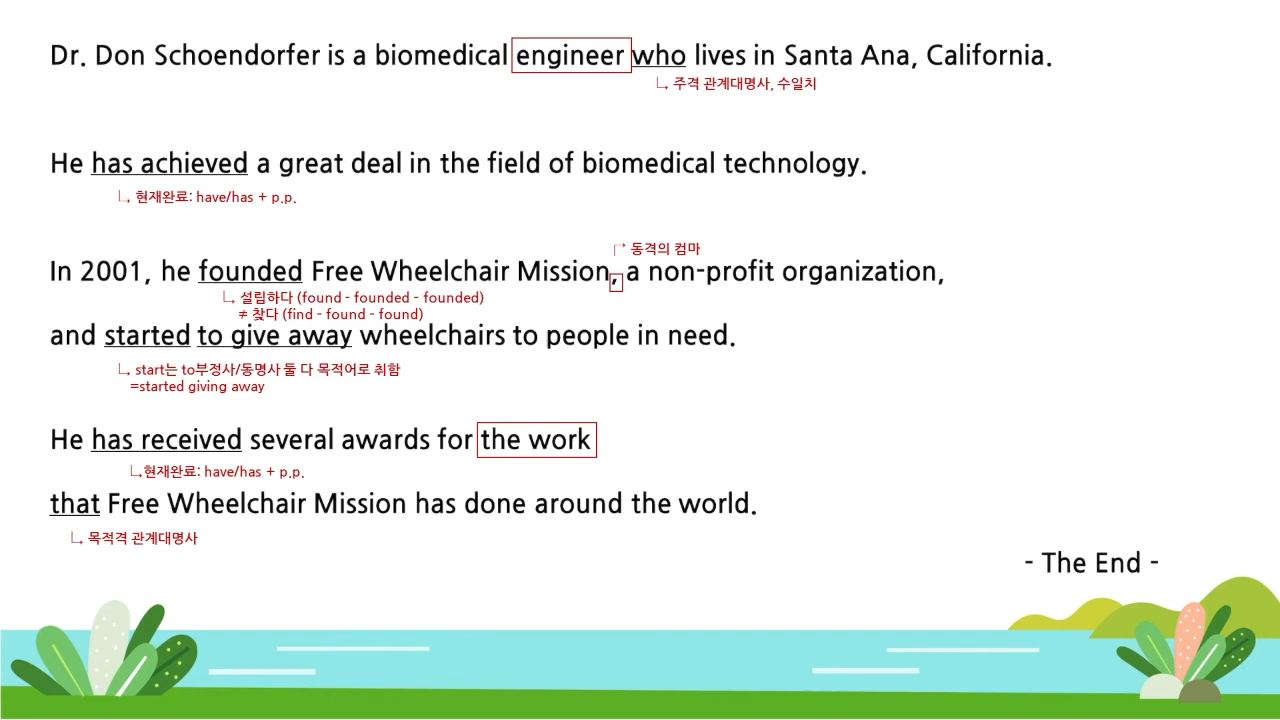 Dr. Don Schoendorfer is a biomedical engineer who lives in Santa Ana, California.
↳ 주격 관계대명사, 수일치
He has achieved a great deal in the field of biomedical technology.
↳ 현재완료: have/has + p.p.
↱ 동격의 컴마
In 2001, he founded Free Wheelchair Mission, a non-profit organization,
↳ 설립하다 (found - founded - founded)
≠ 찾다 (find - found - found)
and started to give away wheelchairs to people in need.
↳ start는 to부정사/동명사 둘 다 목적어로 취함
=started giving away
He has received several awards for the work
↳현재완료: have/has + p.p.
that Free Wheelchair Mission has done around the world.
↳ 목적격 관계대명사
- The End -